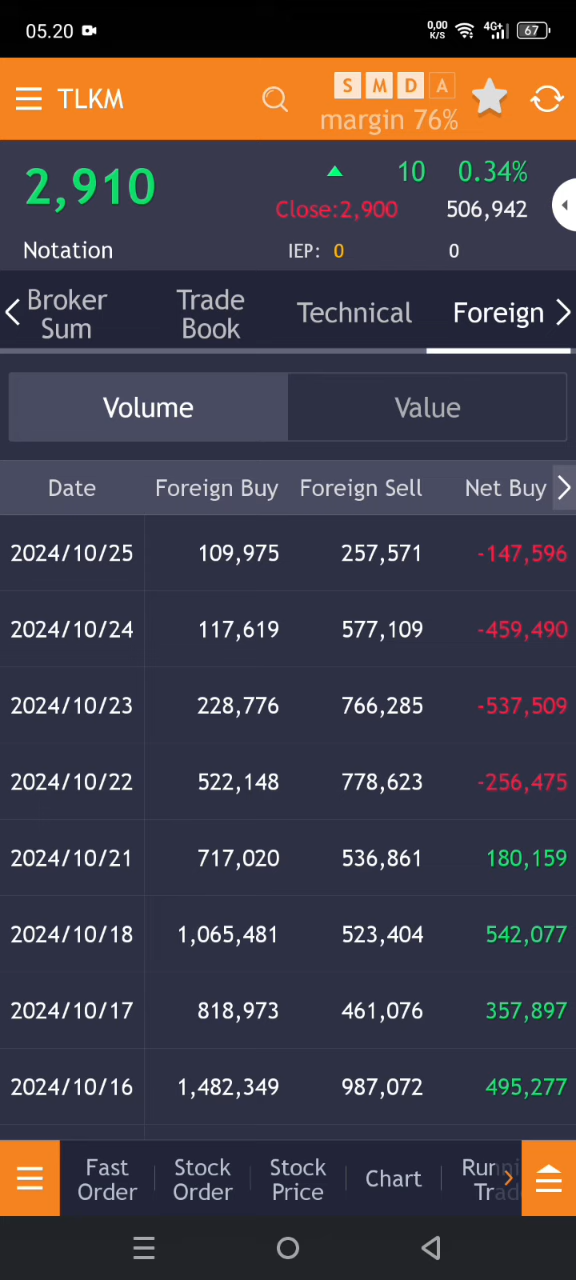 05.20
0,00
K/S
4G+
67
TLKM
S M D A
margin 76%
2,910
10 0.34%
Close:2,900 506,942
Notation IEP: 0 0
Broker Sum
Trade Book
Technical
Foreign
Volume Value
Date Foreign Buy Foreign Sell Net Buy
2024/10/25 109,975 257,571 -147,596
2024/10/24 117,619 577,109 -459,490
2024/10/23 228,776 766,285 -537,509
2024/10/22 522,148 778,623 -256,475
2024/10/21 717,020 536,861 180,159
2024/10/18 1,065,481 523,404 542,077
2024/10/17 818,973 461,076 357,897
2024/10/16 1,482,349 987,072 495,277
Fast Order
Stock Order
Stock Price
Chart